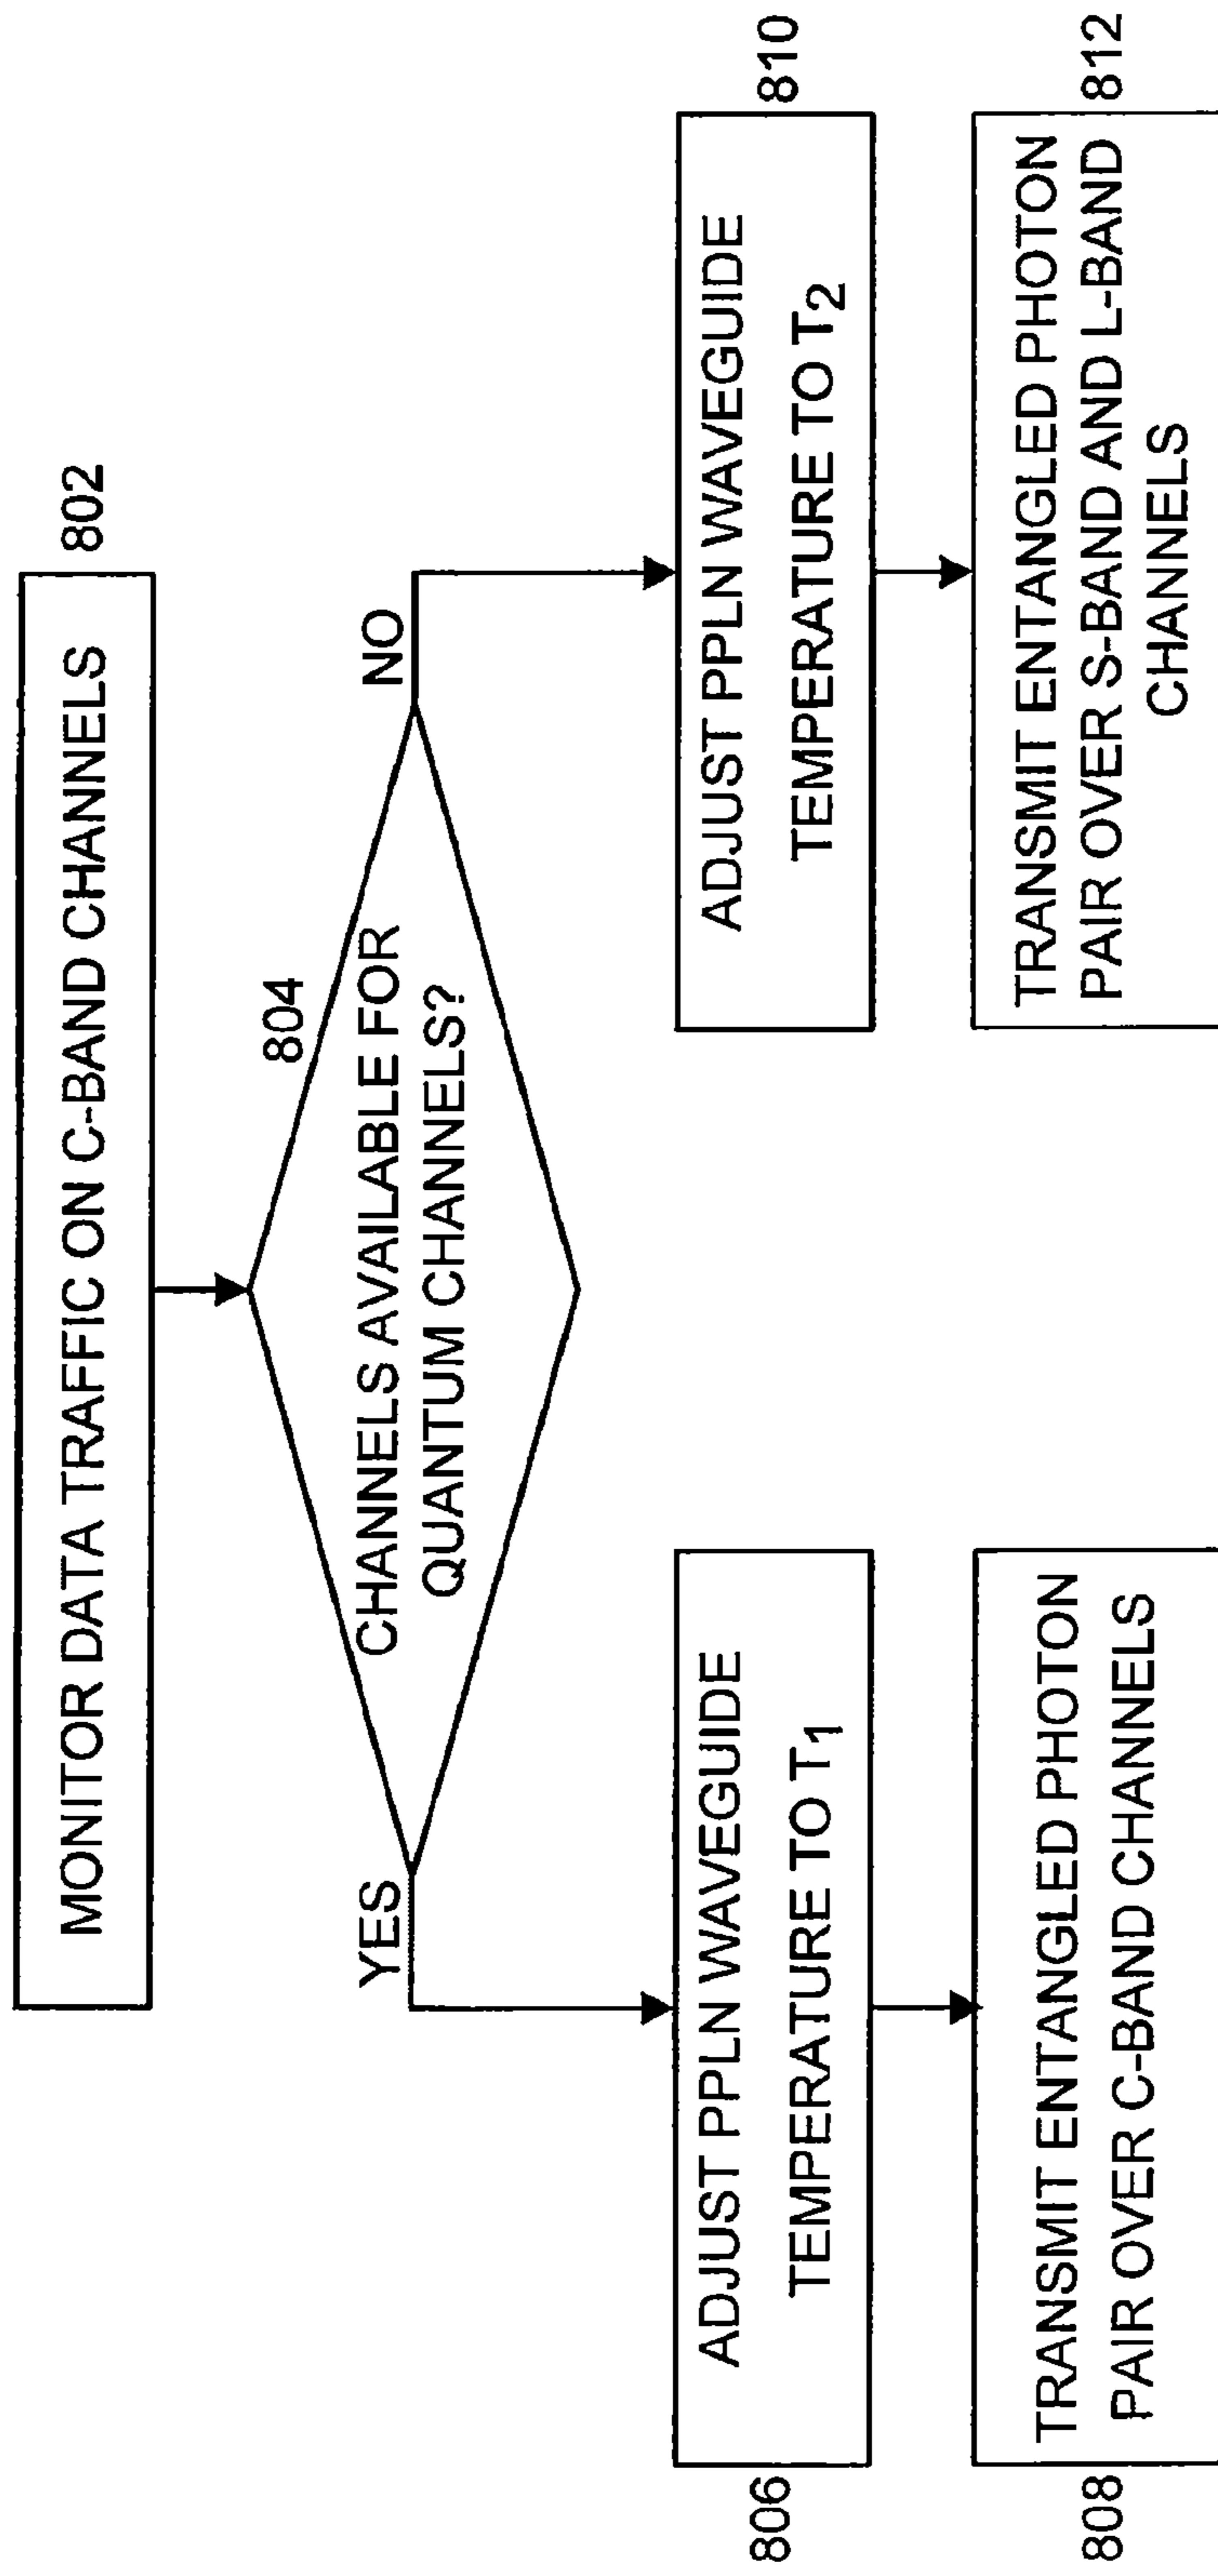 MONITOR DATA TRAFFIC ON C-BAND CHANNELS
802
804
CHANNELS AVAILABLE FOR
QUANTUM CHANNELS?
YES
NO
806
ADJUST PPLN WAVEGUIDE
TEMPERATURE TO T1
ADJUST PPLN WAVEGUIDE
TEMPERATURE TO T2
810
808
TRANSMIT ENTANGLED PHOTON
PAIR OVER C-BAND CHANNELS
TRANSMIT ENTANGLED PHOTON
PAIR OVER S-BAND AND L-BAND
CHANNELS
812